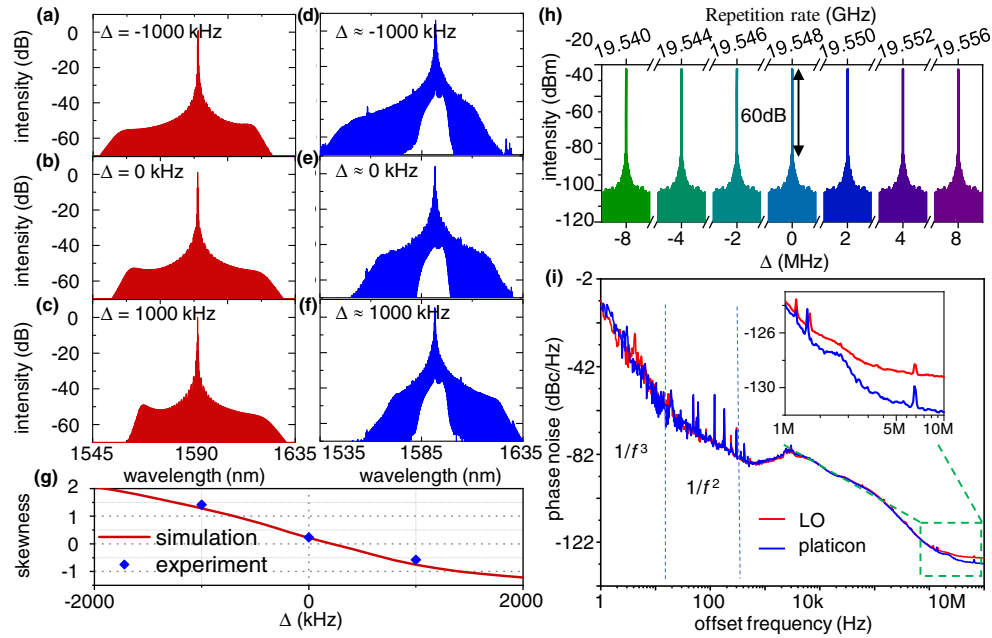 (a)
Δ = -1000 kHz
0
-20
-40
-60
intensity (dB)
(b)
Δ = 0 kHz
0
-20
-40
-60
intensity (dB)
(c)
Δ = 1000 kHz
0
-20
-40
-60
intensity (dB)
1545
1590
1635
wavelength (nm)
(d)
Δ ≈ -1000 kHz
(e)
Δ ≈ 0 kHz
(f)
Δ ≈ 1000 kHz
1535
1585
1635
wavelength (nm)
(g)
2
1
0
-1
skewness
simulation
experiment
-2000
0
2000
Δ (kHz)
(h)
Repetition rate (GHz)
19.540
19.544
19.546
19.548
19.550
19.552
19.556
-20
-40
-60
-80
-100
-120
intensity (dBm)
60dB
-8
-4
-2
0
2
4
8
Δ (MHz)
(i)
-2
-42
-82
-122
phase noise (dBc/Hz)
1/f³
1/f²
LO
platicon
-126
-130
1M
5M
10M
1
100
10k
1M
10M
offset frequency (Hz)